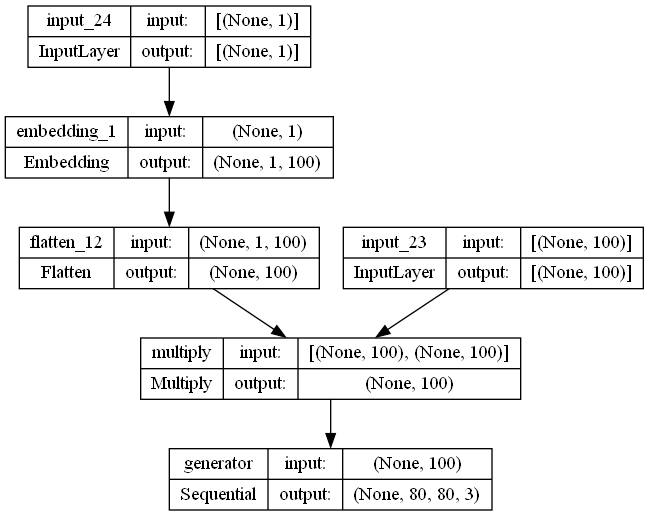 input_24 input: [(None, 1)]
InputLayer output: [(None, 1)]
embedding_1 input: (None, 1)
Embedding output: (None, 1, 100)
flatten_12 input: (None, 1, 100)
Flatten output: (None, 100)
input_23 input: [(None, 100)]
InputLayer output: [(None, 100)]
multiply input: [(None, 100), (None, 100)]
Multiply output: (None, 100)
generator input: (None, 100)
Sequential output: (None, 80, 80, 3)